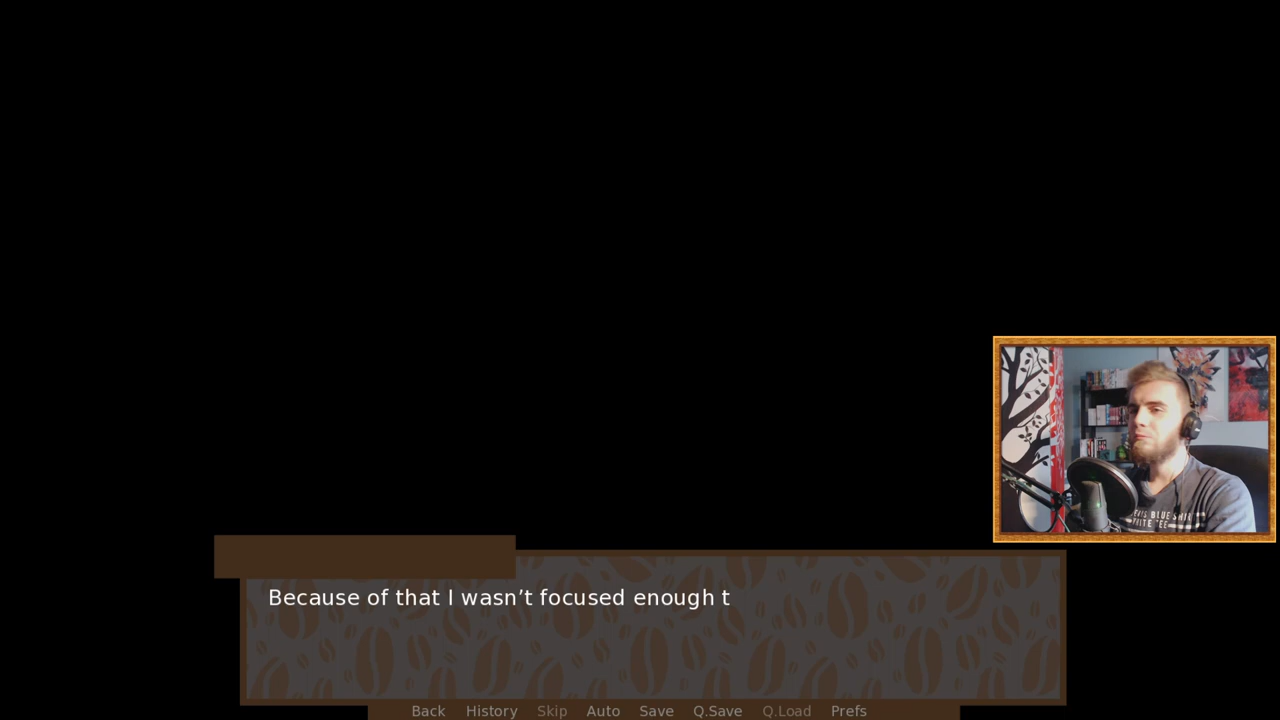 Because of that I wasn’t focused enough t
Back History Skip Auto Save Q.Save Q.Load Prefs